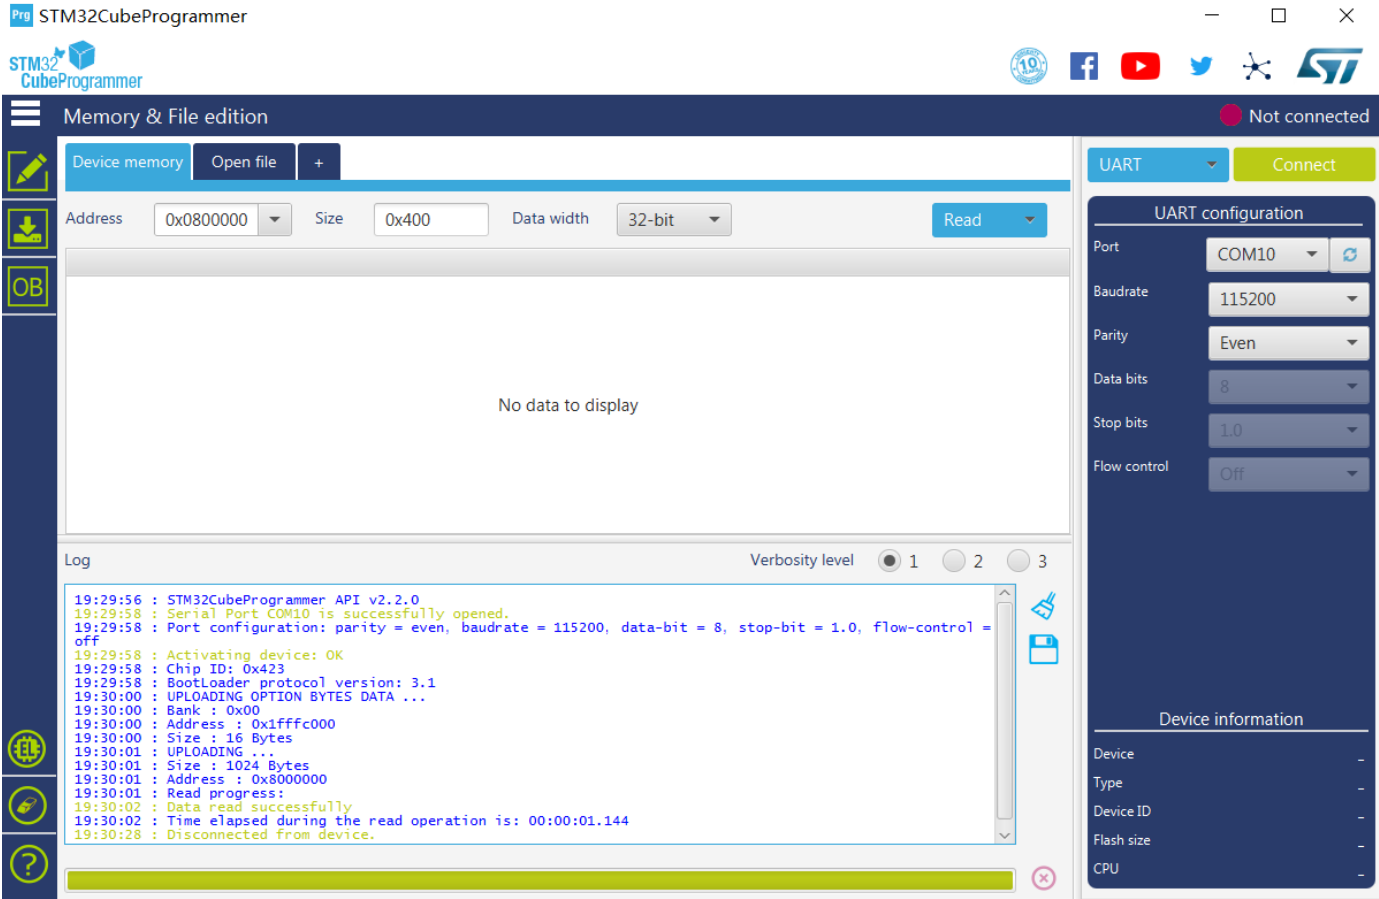 Prg STM32CubeProgrammer
STM32
CubeProgrammer
10
Memory & File edition
Not connected
Device memory
Open file
+
UART
Connect
Address
0x0800000
Size
0x400
Data width
32-bit
Read
UART configuration
Port
COM10
Baudrate
115200
Parity
Even
Data bits
8
Stop bits
1.0
Flow control
Off
OB
No data to display
Log
Verbosity level
1
2
3
19:29:56 : STM32CubeProgrammer API v2.2.0
19:29:58 : Serial Port COM10 is successfully opened.
19:29:58 : Port configuration: parity = even, baudrate = 115200, data-bit = 8, stop-bit = 1.0, flow-control =
off
19:29:58 : Activating device: OK
19:29:58 : Chip ID: 0x423
19:29:58 : BootLoader protocol version: 3.1
19:30:00 : UPLOADING OPTION BYTES DATA ...
19:30:00 : Bank : 0x00
19:30:00 : Address : 0x1fffc000
19:30:00 : Size : 16 Bytes
19:30:01 : UPLOADING ...
19:30:01 : Size : 1024 Bytes
19:30:01 : Address : 0x8000000
19:30:01 : Read progress:
19:30:02 : Data read successfully
19:30:02 : Time elapsed during the read operation is: 00:00:01.144
19:30:28 : Disconnected from device.
EL
?
Device information
Device
-
Type
-
Device ID
-
Flash size
-
CPU
-